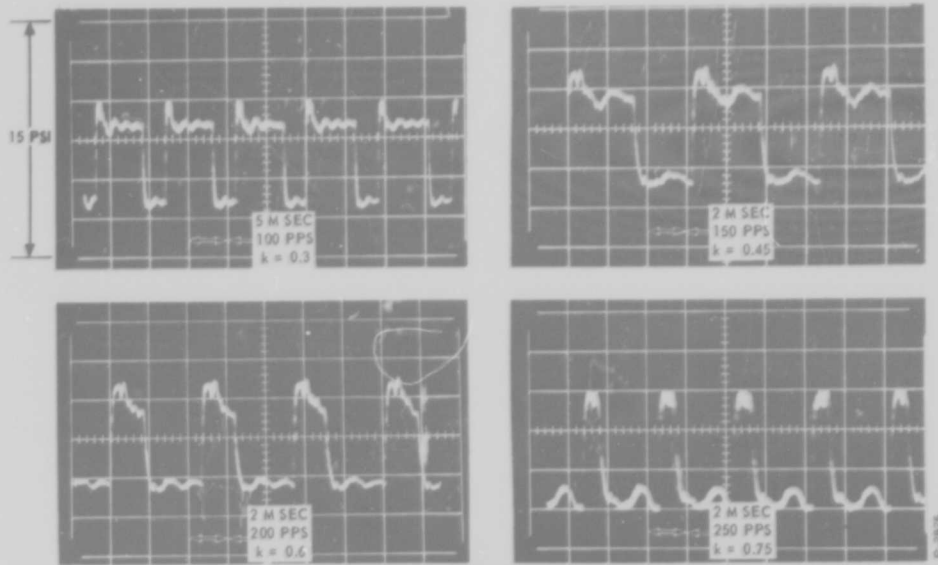 15 PSI
5 M SEC
100 PPS
k = 0.3
2 M SEC
150 PPS
k = 0.45
2 M SEC
200 PPS
k = 0.6
2 M SEC
250 PPS
k = 0.75